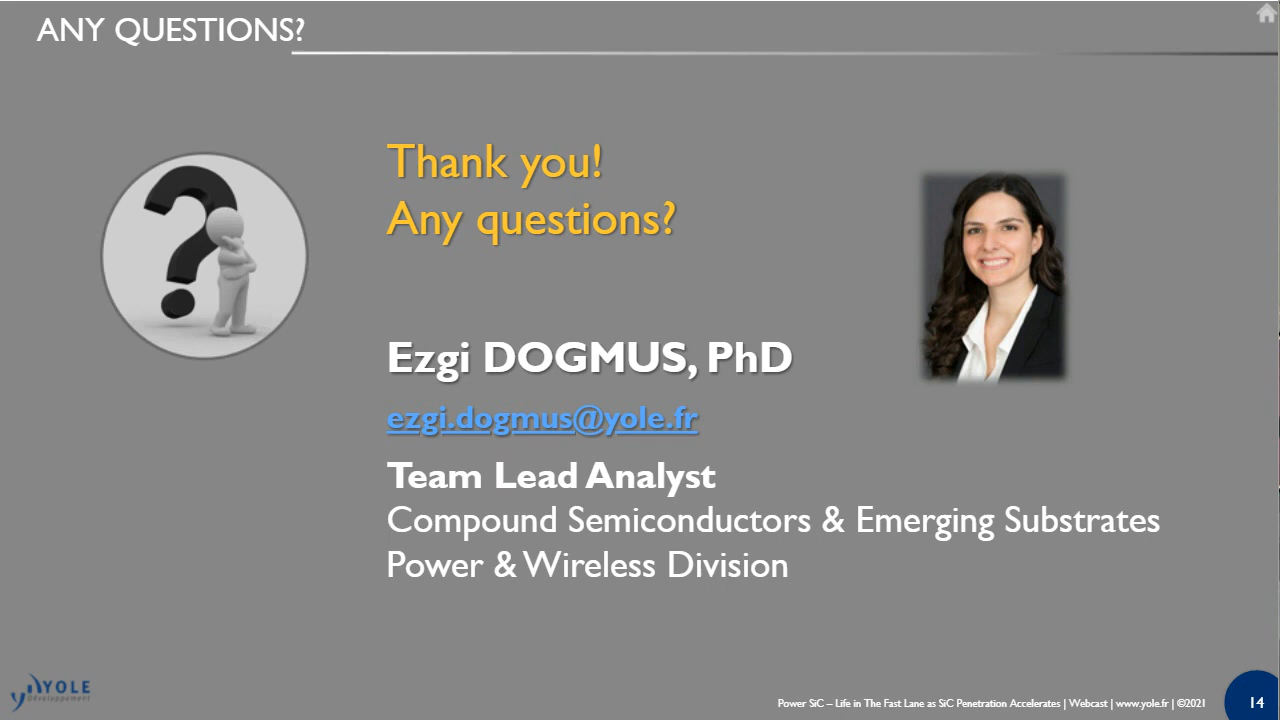 ANY QUESTIONS?
Thank you!
Any questions?
Ezgi DOGMUS, PhD
ezgi.dogmus@yole.fr
Team Lead Analyst
Compound Semiconductors & Emerging Substrates
Power & Wireless Division
YOLE
Développement
Power SiC – Life in The Fast Lane as SiC Penetration Accelerates | Webcast | www.yole.fr | ©2021
14